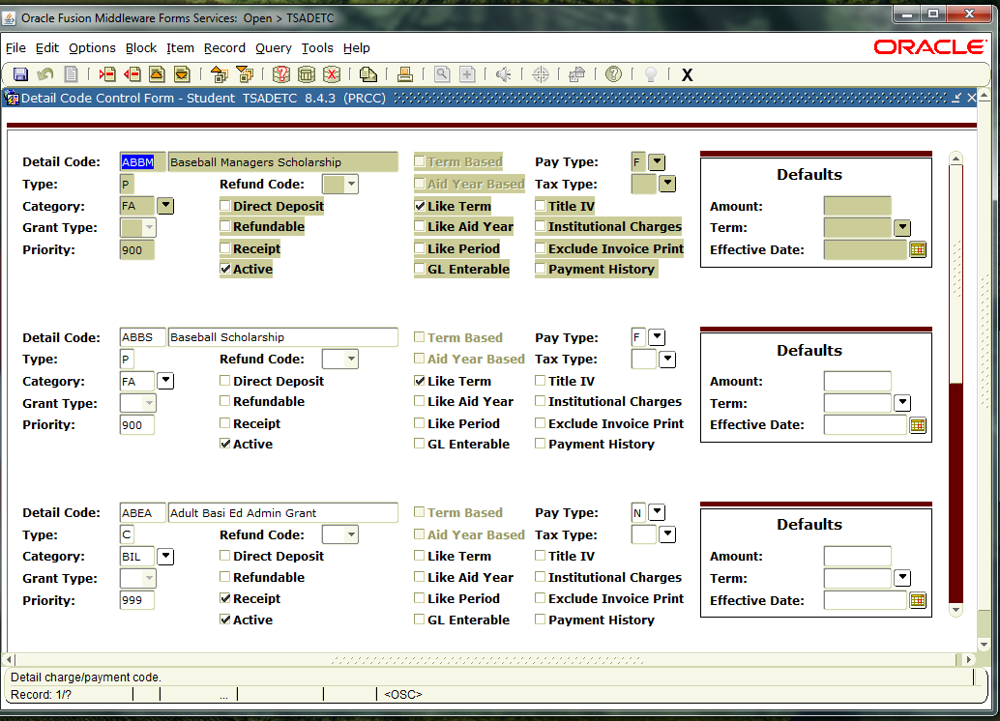 Oracle Fusion Middleware Forms Services: Open > TSADETC
File Edit Options Block Item Record Query Tools Help
ORACLE
X
Detail Code Control Form - Student TSADETC 8.4.3 (PRCC)
Detail Code: ABBM Baseball Managers Scholarship Term Based Pay Type: F Defaults
Type: P Refund Code: Aid Year Based Tax Type:
Category: FA Direct Deposit Like Term Title IV Amount:
Grant Type: Refundable Like Aid Year Institutional Charges Term:
Priority: 900 Receipt Like Period Exclude Invoice Print Effective Date:
Active GL Enterable Payment History
Detail Code: ABBS Baseball Scholarship Term Based Pay Type: F Defaults
Type: P Refund Code: Aid Year Based Tax Type:
Category: FA Direct Deposit Like Term Title IV Amount:
Grant Type: Refundable Like Aid Year Institutional Charges Term:
Priority: 900 Receipt Like Period Exclude Invoice Print Effective Date:
Active GL Enterable Payment History
Detail Code: ABEA Adult Basi Ed Admin Grant Term Based Pay Type: N Defaults
Type: C Refund Code: Aid Year Based Tax Type:
Category: BIL Direct Deposit Like Term Title IV Amount:
Grant Type: Refundable Like Aid Year Institutional Charges Term:
Priority: 999 Receipt Like Period Exclude Invoice Print Effective Date:
Active GL Enterable Payment History
Detail charge/payment code.
Record: 1/? ... <OSC>